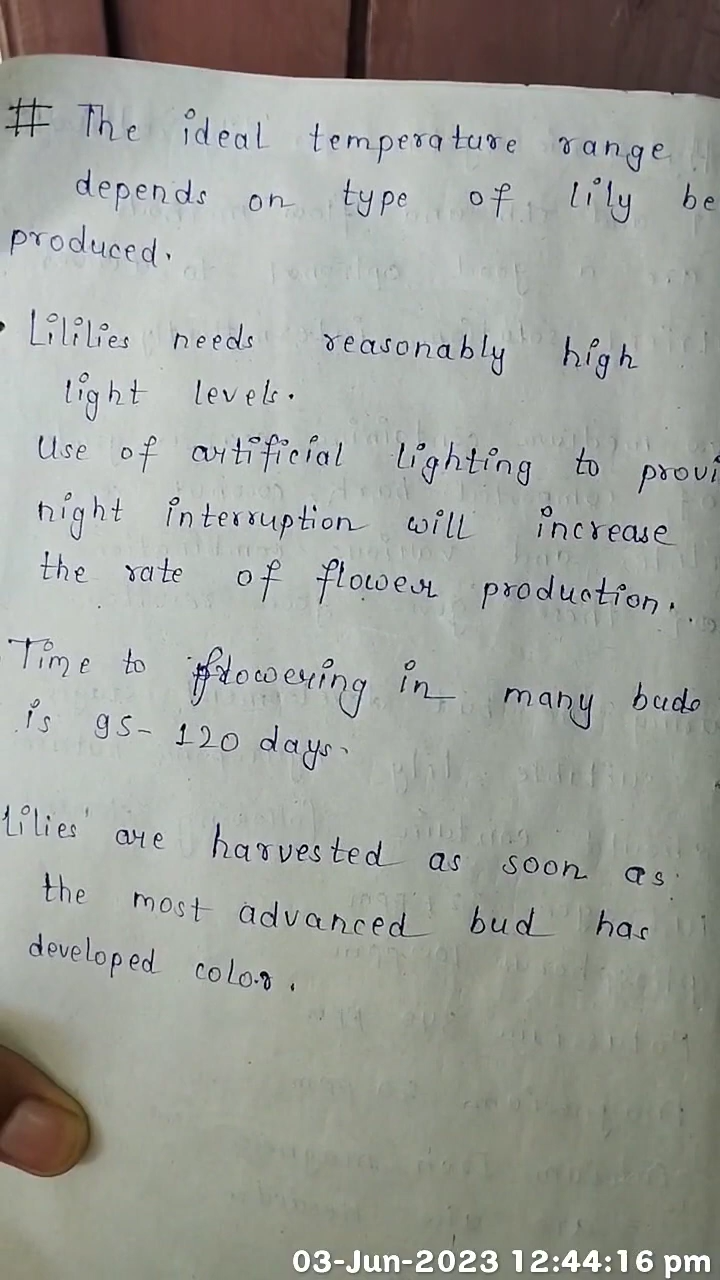 # The ideal temperature range
depends on type of lily be
produced.
Lililies needs reasonably high
light levels.
Use of artificial lighting to provi
night interruption will increase
the rate of flower production.
Time to flowering in many buds
is 95- 120 days.
Lilies are harvested as soon as
the most advanced bud has
developed color.
03-Jun-2023 12:44:16 pm